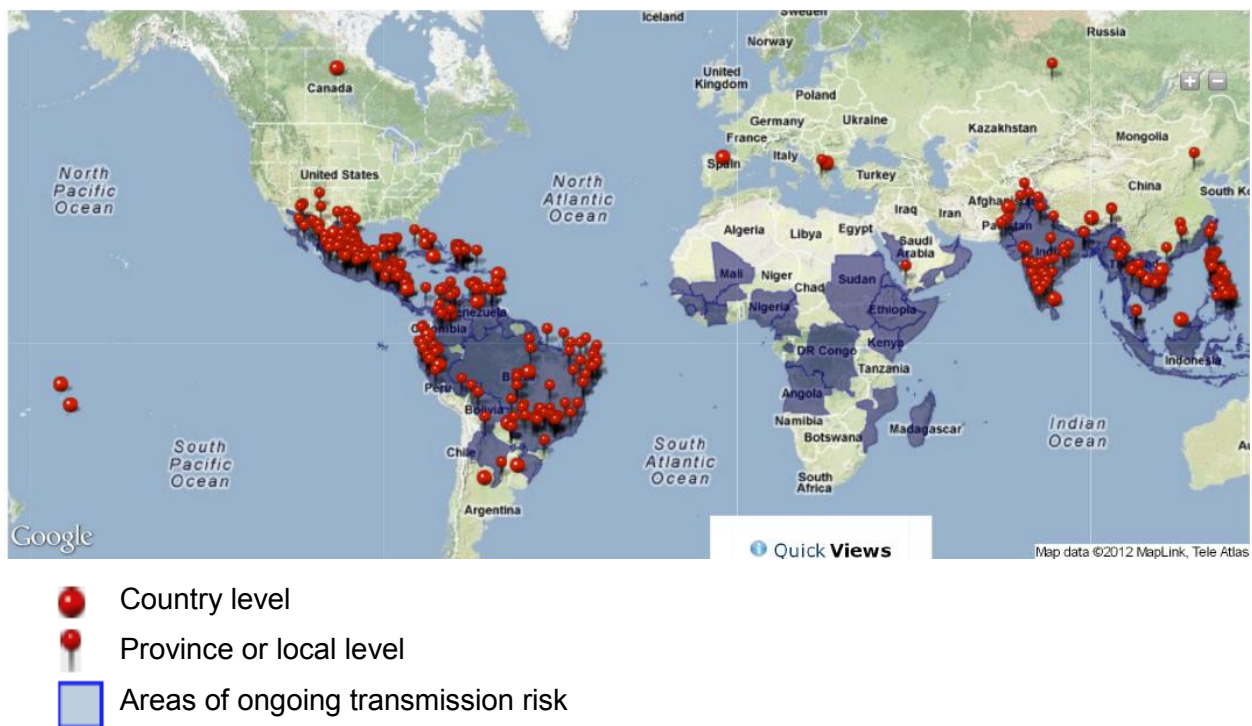 Iceland
Sweden
Russia
Norway
Canada
United
Kingdom
Poland
Germany
Ukraine
Kazakhstan
Mongolia
France
Italy
Spain
Turkey
China
South Ko
North
Pacific
Ocean
United States
North
Atlantic
Ocean
Iraq
Iran
Pakistan
Algeria
Libya
Egypt
Saudi
Arabia
Mali
Niger
Chad
Sudan
Nigeria
Ethiopia
Kenya
DR Congo
Tanzania
Indonesia
Peru
Bolivia
Angola
Namibia
Botswana
Madagascar
Indian
Ocean
South
Pacific
Ocean
Chile
South
Atlantic
Ocean
South
Africa
Argentina
Au
Google
Quick Views
Map data ©2012 MapLink, Tele Atlas
Country level
Province or local level
Areas of ongoing transmission risk